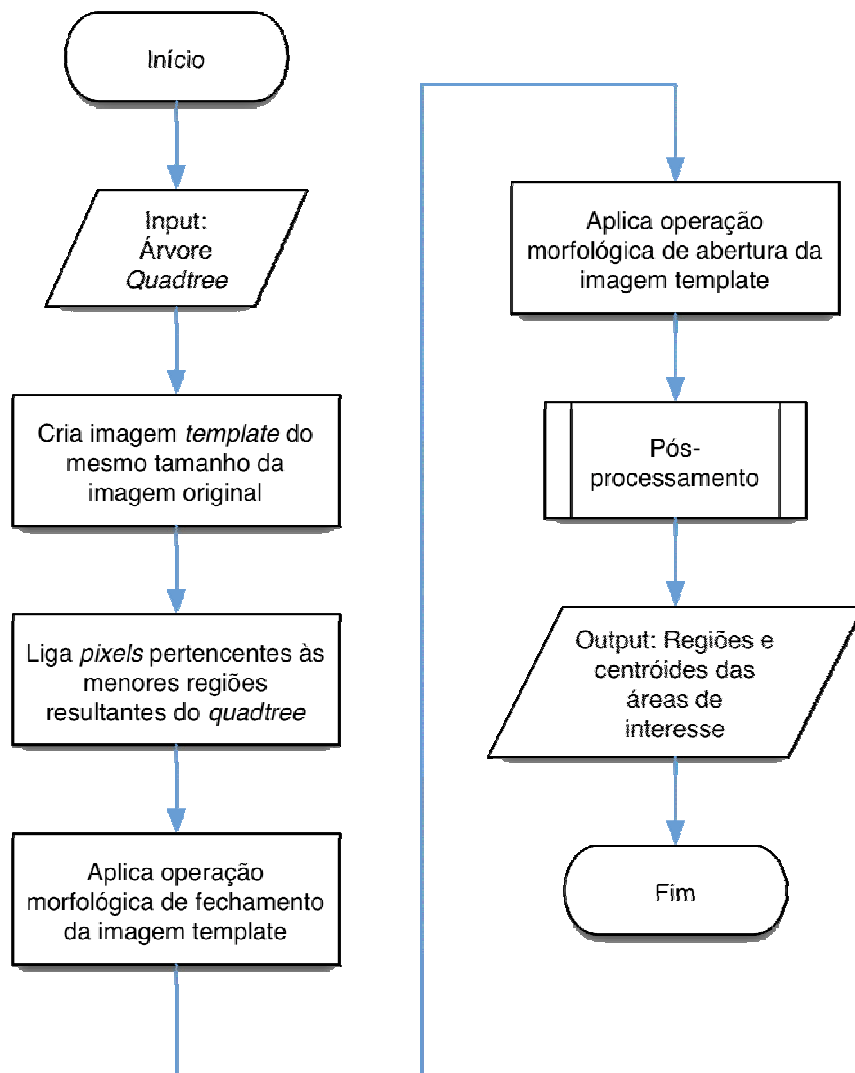 Início
Input:
Árvore
Quadtree
Cria imagem template do
mesmo tamanho da
imagem original
Liga pixels pertencentes às
menores regiões
resultantes do quadtree
Aplica operação
morfológica de fechamento
da imagem template
Aplica operação
morfológica de abertura da
imagem template
Pós-
processamento
Output: Regiões e
centróides das
áreas de
interesse
Fim